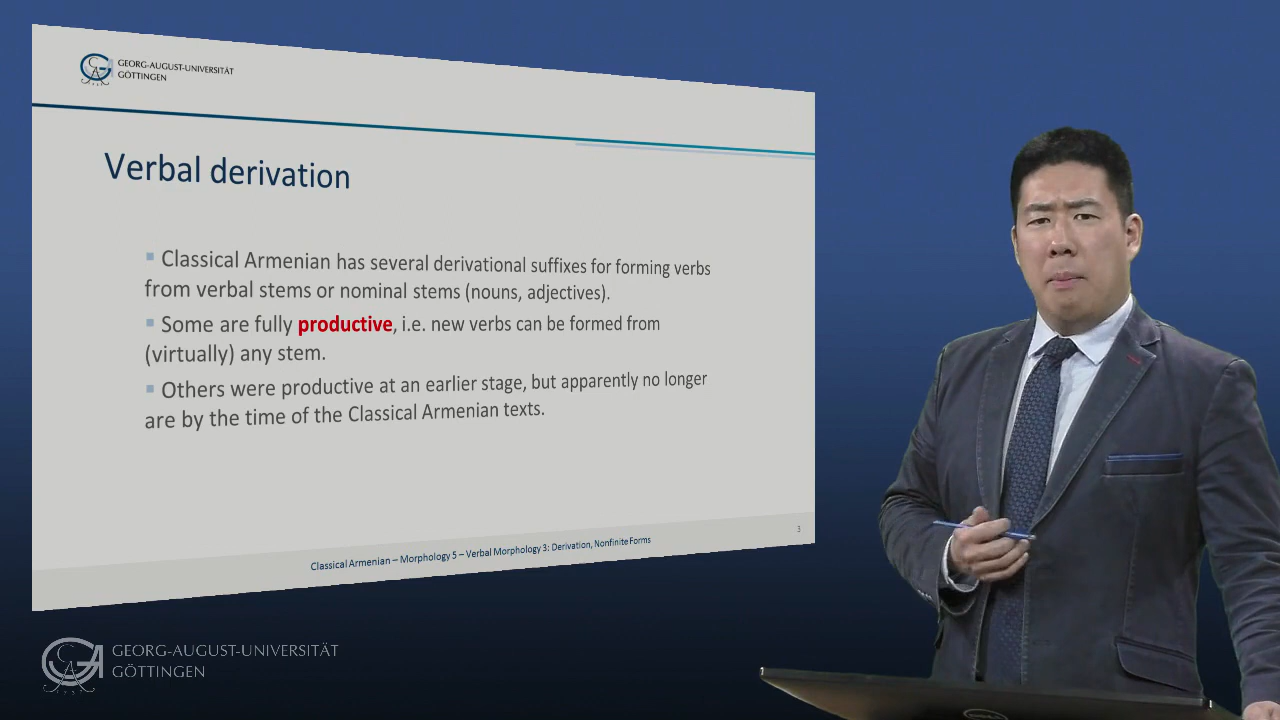 GEORG-AUGUST-UNIVERSITÄT
GÖTTINGEN
Verbal derivation
Classical Armenian has several derivational suffixes for forming verbs
from verbal stems or nominal stems (nouns, adjectives).
Some are fully productive, i.e. new verbs can be formed from
(virtually) any stem.
Others were productive at an earlier stage, but apparently no longer
are by the time of the Classical Armenian texts.
3
Classical Armenian – Morphology 5 – Verbal Morphology 3: Derivation, Nonfinite Forms
GEORG-AUGUST-UNIVERSITÄT
GÖTTINGEN